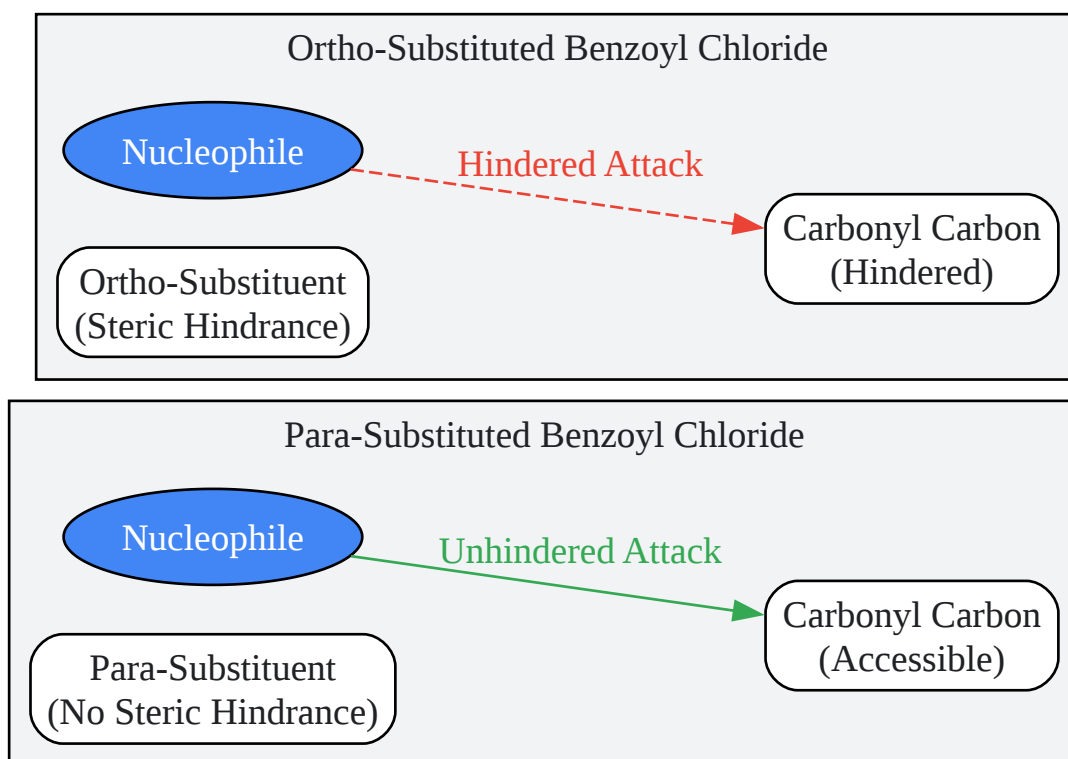 Ortho-Substituted Benzoyl Chloride
Nucleophile
Hindered Attack
Carbonyl Carbon
(Hindered)
Ortho-Substituent
(Steric Hindrance)
Para-Substituted Benzoyl Chloride
Nucleophile
Unhindered Attack
Carbonyl Carbon
(Accessible)
Para-Substituent
(No Steric Hindrance)